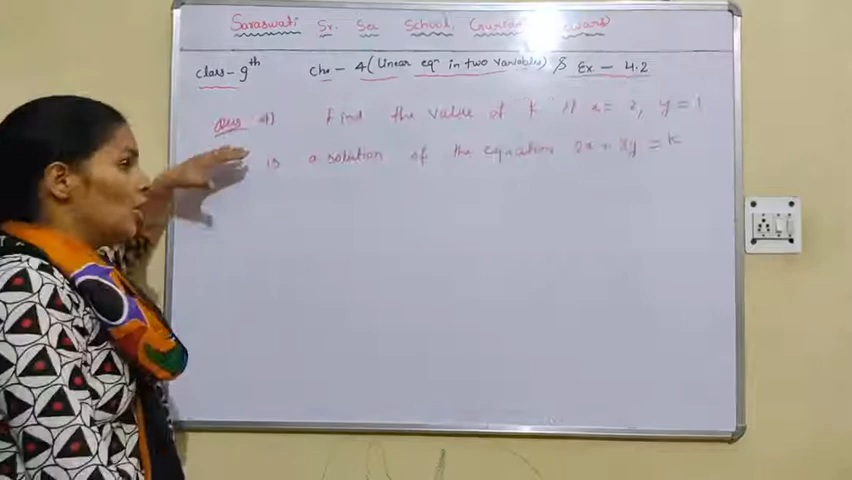 Saraswati Sr. Sec School,
Class - 9th Ch- - 4 (Linear eqn in two Variables) Ex - 4.2
Ques 4) find the value of k if x = 2, y = 1
is a solution of the equation 2x + 3y = k